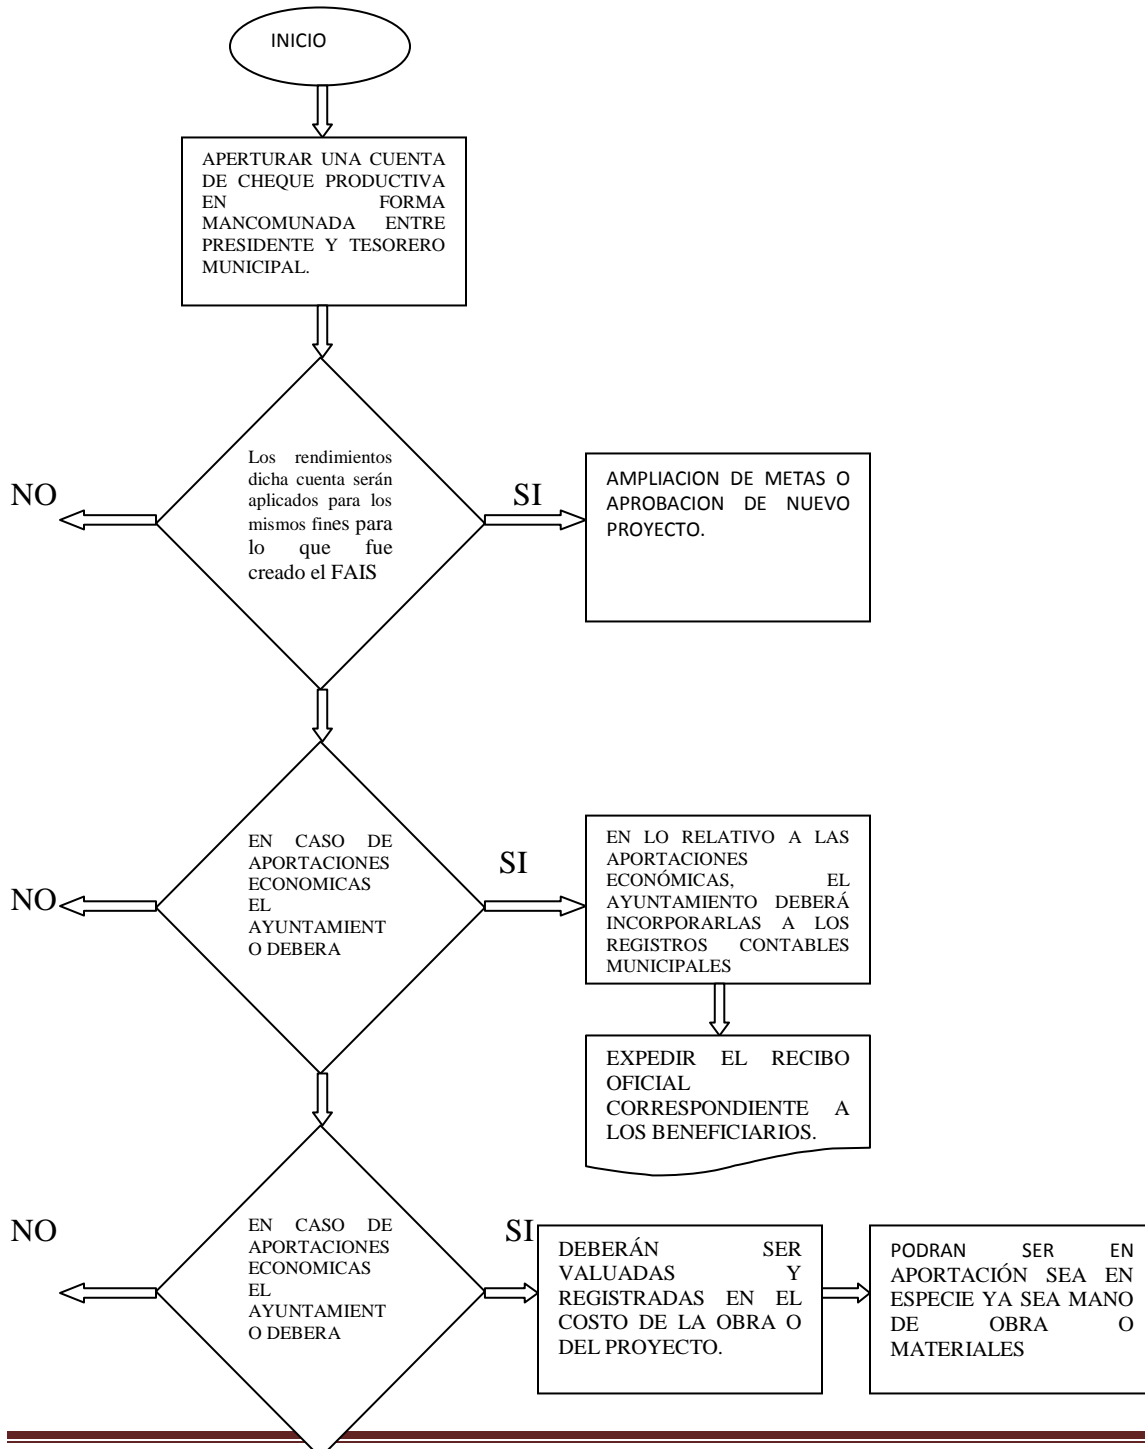 INICIO
APERTURAR UNA CUENTA
DE CHEQUE PRODUCTIVA
EN FORMA
MANCOMUNADA ENTRE
PRESIDENTE Y TESORERO
MUNICIPAL.
Los rendimientos
dicha cuenta serán
aplicados para los
mismos fines para
lo que fue
creado el FAIS
NO
SI
AMPLIACION DE METAS O
APROBACION DE NUEVO
PROYECTO.
EN CASO DE
APORTACIONES
ECONOMICAS
EL
AYUNTAMIENT
O DEBERA
NO
SI
EN LO RELATIVO A LAS
APORTACIONES
ECONÓMICAS, EL
AYUNTAMIENTO DEBERÁ
INCORPORARLAS A LOS
REGISTROS CONTABLES
MUNICIPALES
EXPEDIR EL RECIBO
OFICIAL
CORRESPONDIENTE A
LOS BENEFICIARIOS.
EN CASO DE
APORTACIONES
ECONOMICAS
EL
AYUNTAMIENT
O DEBERA
NO
SI
DEBERÁN SER
VALUADAS Y
REGISTRADAS EN EL
COSTO DE LA OBRA O
DEL PROYECTO.
PODRAN SER EN
APORTACIÓN SEA EN
ESPECIE YA SEA MANO
DE OBRA O
MATERIALES